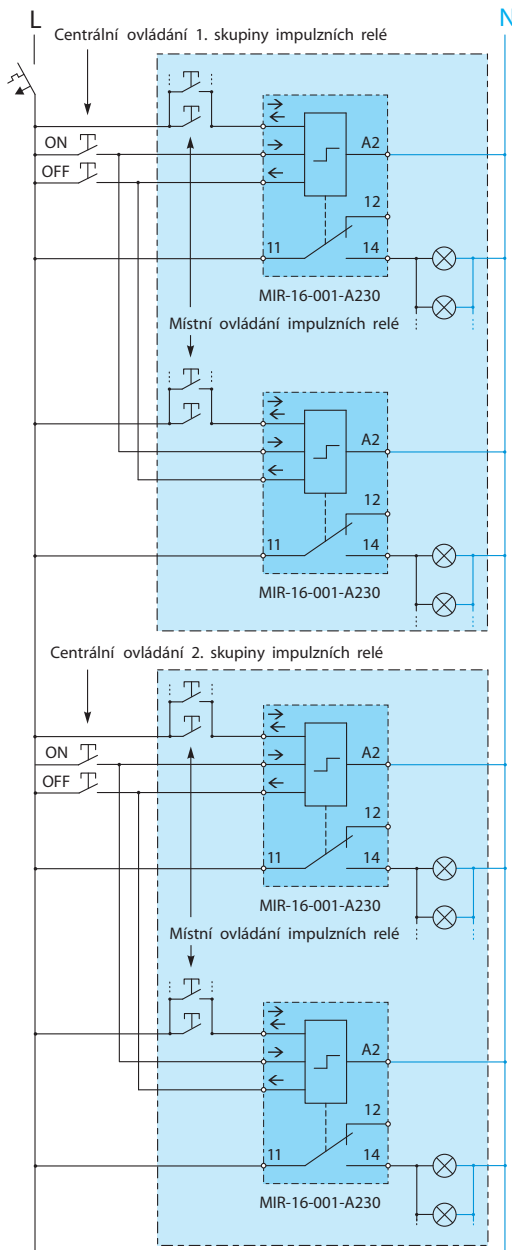 L
N
Centrální ovládání 1. skupiny impulzních relé
ON
A2
OFF
12
11
14
MIR-16-001-A230
Místní ovládání impulzních relé
A2
12
11
14
MIR-16-001-A230
Centrální ovládání 2. skupiny impulzních relé
ON
A2
OFF
12
11
14
MIR-16-001-A230
Místní ovládání impulzních relé
A2
12
11
14
MIR-16-001-A230